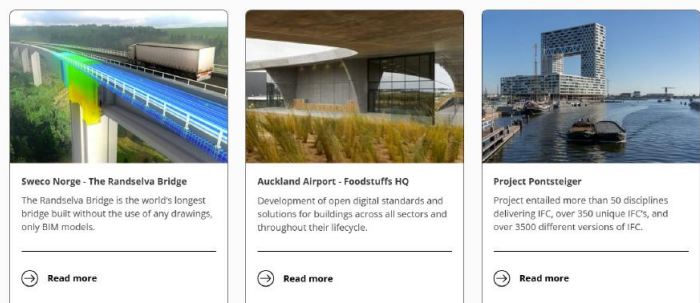 Sweco Norge - The Randselva Bridge
The Randselva Bridge is the world's longest
bridge built without the use of any drawings,
only BIM models.
Read more
Auckland Airport - Foodstuffs HQ
Development of open digital standards and
solutions for buildings across all sectors and
throughout their lifecycle.
Read more
Project Pontsteiger
Project entailed more than 50 disciplines
delivering IFC, over 350 unique IFC's, and
over 3500 different versions of IFC.
Read more